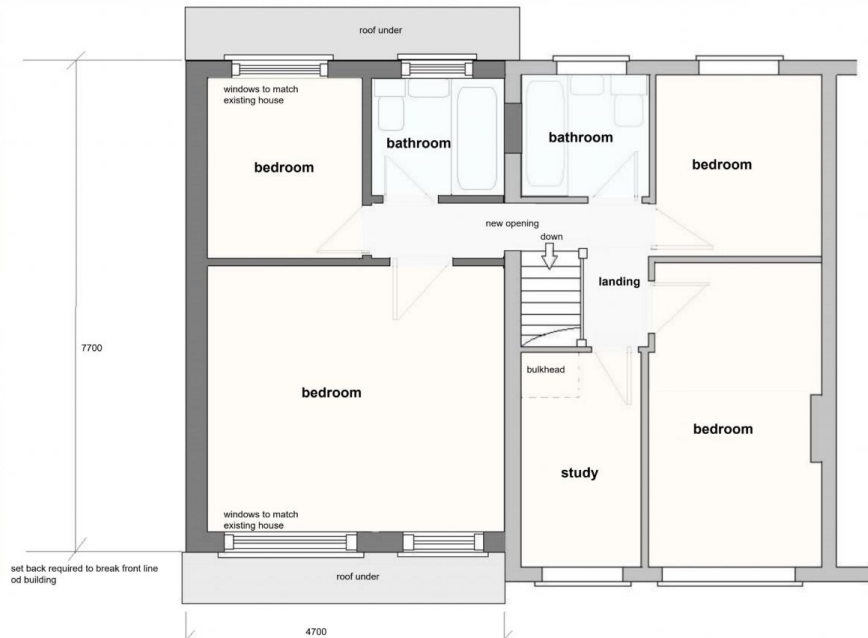 roof under
windows to match
existing house
bathroom
bathroom
bedroom
bedroom
new opening
down
landing
7700
bulkhead
bedroom
bedroom
study
windows to match
existing house
set back required to break front line
od building
roof under
4700